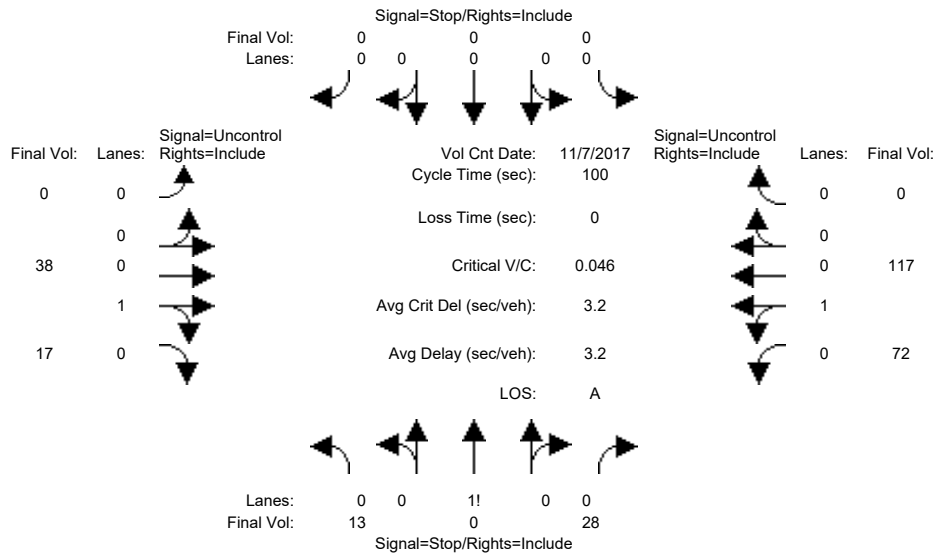 Signal=Stop/Rights=Include
Final Vol: 0 0 0
Lanes: 0 0 0 0 0
Signal=Uncontrol Signal=Uncontrol
Final Vol: Lanes: Rights=Include Vol Cnt Date: 11/7/2017 Rights=Include Lanes: Final Vol:
Cycle Time (sec): 100
0 0 0 0
Loss Time (sec): 0
0 0
38 0 Critical V/C: 0.046 0 117
1 Avg Crit Del (sec/veh): 3.2 1
17 0 Avg Delay (sec/veh): 3.2 0 72
LOS: A
Lanes: 0 0 1! 0 0
Final Vol: 13 0 28
Signal=Stop/Rights=Include